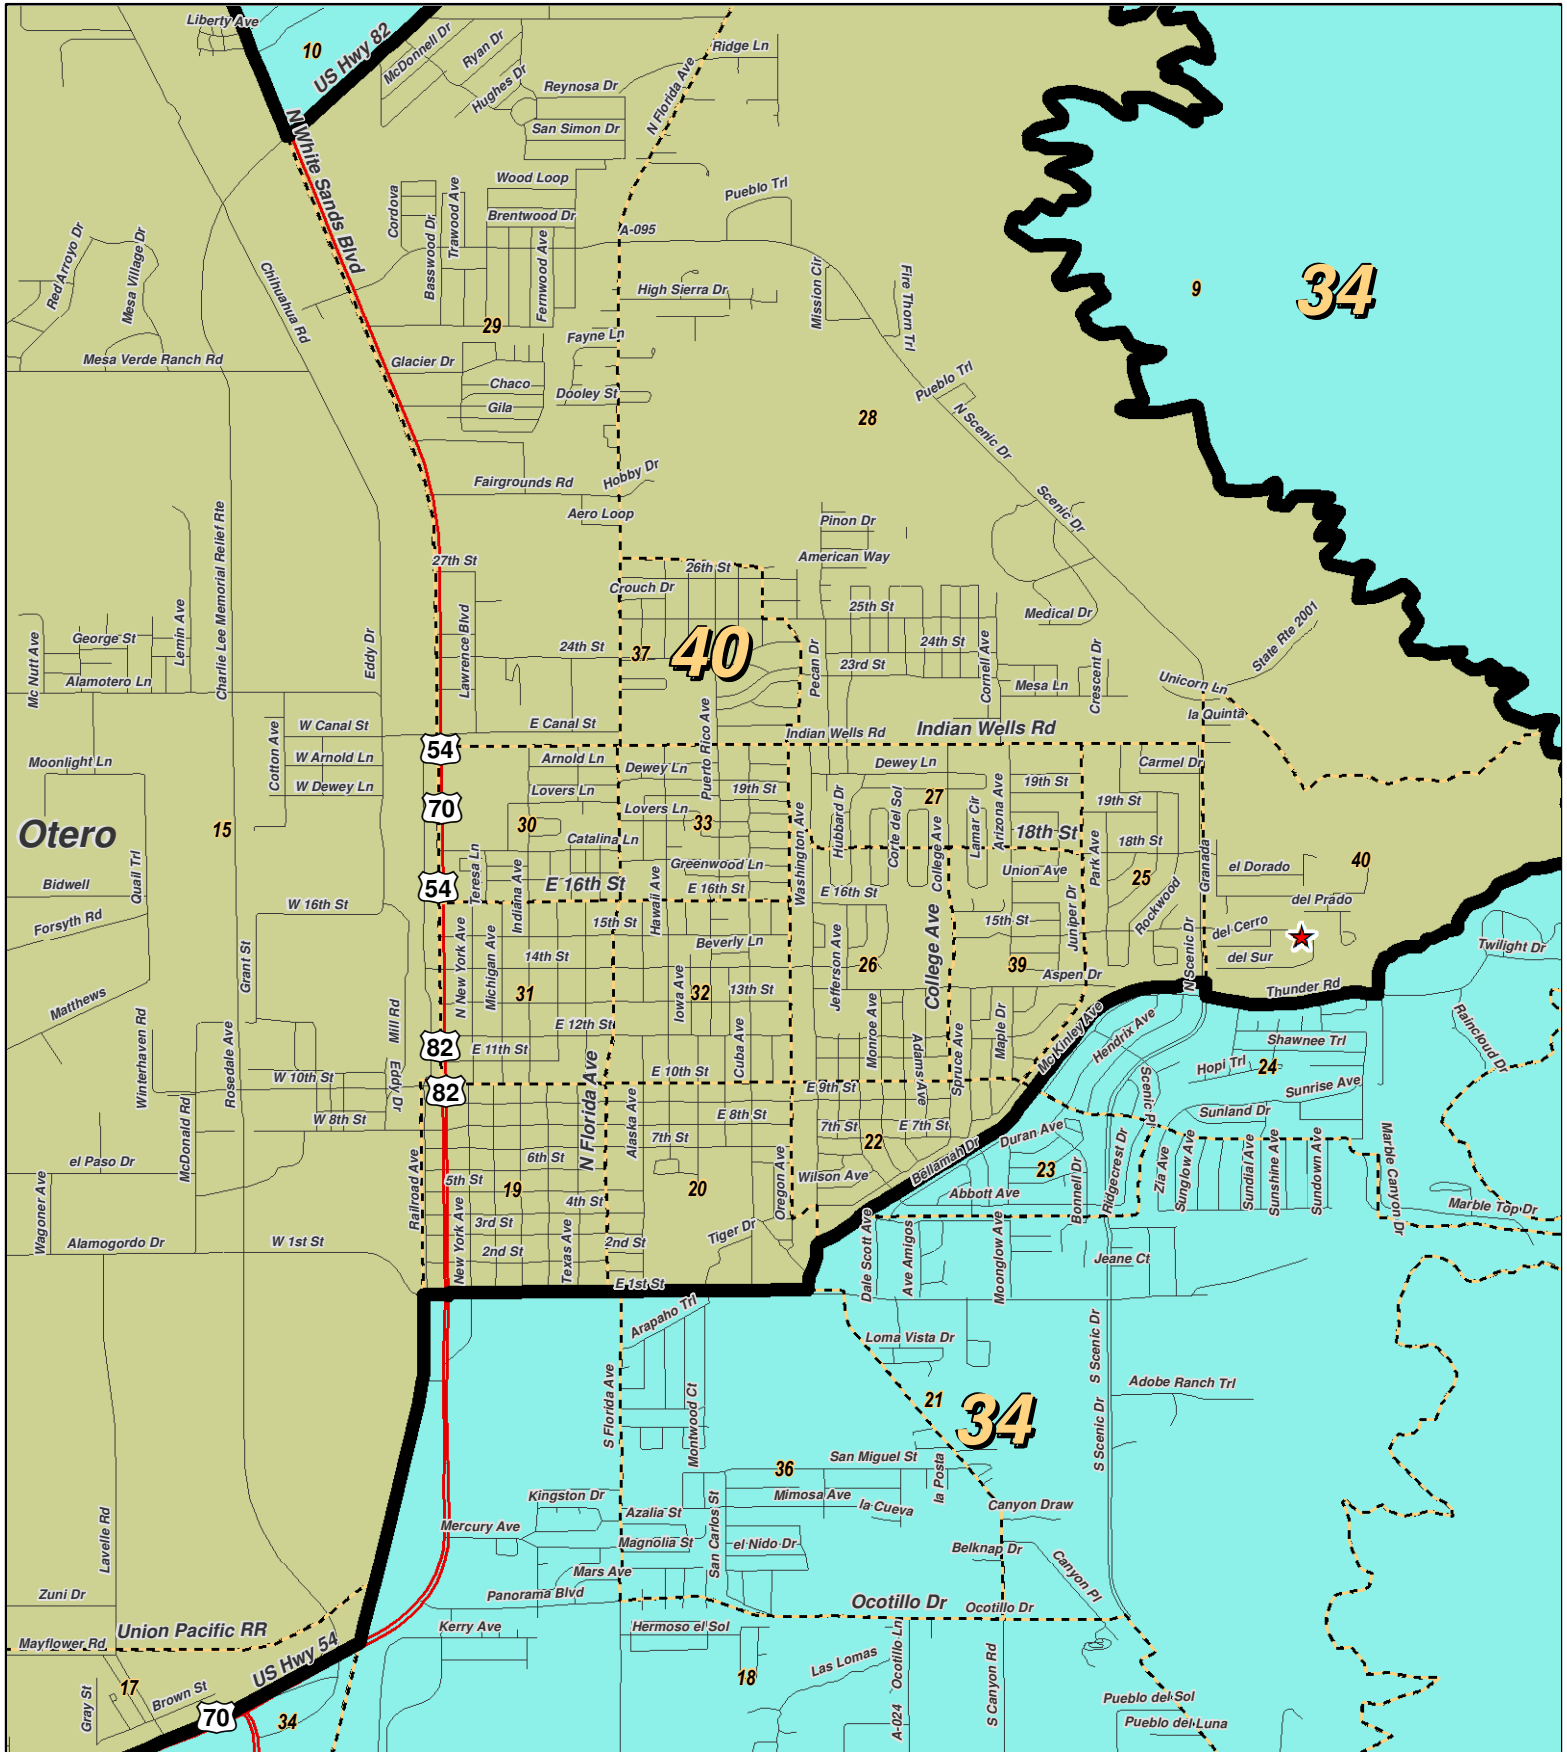 Liberty Ave
10
US Hwy 82
McDonnell Dr
Ryan Dr
Hughes Dr
Ridge Ln
Reynosa Dr
San Simon Dr
N Florida Ave
N White Sands Blvd
Wood Loop
Brentwood Dr
Cordova
Basswood Dr
Trawood Ave
Fernwood Ave
Pueblo Trl
A-095
Red Arroyo Dr
Mesa Village Dr
Chihuahua Rd
High Sierra Dr
Mission Cir
Fire Thorn Trl
9
34
29
Fayne Ln
Mesa Verde Ranch Rd
Glacier Dr
Chaco
Gila
Dooley St
Pueblo Trl
N Scenic Dr
28
Fairgrounds Rd
Hobby Dr
Aero Loop
Scenic Dr
Pinon Dr
American Way
27th St
26th St
Crouch Dr
25th St
Medical Dr
Charlie Lee Memorial Relief Rte
Mc Nutt Ave
George St
Lemin Ave
Alamotero Ln
Eddy Dr
Lawrence Blvd
24th St
37
40
Pecan Dr
24th St
23rd St
Cornell Ave
Mesa Ln
Crescent Dr
State Rte 2001
Unicorn Ln
la Quinta
W Canal St
E Canal St
Puerto Rico Ave
Indian Wells Rd
Indian Wells Rd
54
Cotton Ave
W Arnold Ln
W Dewey Ln
Moonlight Ln
Arnold Ln
Dewey Ln
Dewey Ln
Carmel Dr
Lovers Ln
Lovers Ln
19th St
19th St
19th St
70
Otero
15
30
33
27
Catalina Ln
Greenwood Ln
Washington Ave
Hubbard Dr
Corte del Sol
College Ave
Lamar Cir
Arizona Ave
18th St
18th St
Park Ave
Granada
el Dorado
40
Bidwell
Quail Trl
54
Teresa Ln
Indiana Ave
E 16th St
E 16th St
E 16th St
Hawaii Ave
Union Ave
25
Rockwood
del Prado
Forsyth Rd
W 16th St
15th St
15th St
Juniper Dr
del Cerro
del Sur
Twilight Dr
Grant St
N New York Ave
Michigan Ave
14th St
Beverly Ln
Jefferson Ave
26
College Ave
39
Aspen Dr
N Scenic Dr
Thunder Rd
Matthews
31
Iowa Ave
32
13th St
Winterhaven Rd
Rosedale Ave
Mill Rd
82
E 12th St
E 11th St
Cuba Ave
Monroe Ave
Adams Ave
Spruce Ave
Maple Dr
Mc Kinley Ave
Hendrix Ave
Shawnee Trl
Raincloud Dr
W 10th St
E 10th St
Hopi Trl
24
Sunrise Ave
Eddy Dr
82
E 9th St
Scenic Pl
Sunland Dr
McDonald Rd
W 8th St
N Florida Ave
Alaska Ave
E 8th St
7th St
7th St
E 7th St
22
Duran Ave
el Paso Dr
Railroad Ave
6th St
5th St
19
20
Oregon Ave
Wilson Ave
Bellamah Dr
23
Abbott Ave
Bonnell Dr
Ridgecrest Dr
Zia Ave
Sunglow Ave
Sundial Ave
Sunshine Ave
Sundown Ave
Marble Canyon Dr
Marble Top Dr
Wagoner Ave
4th St
3rd St
2nd St
2nd St
New York Ave
Texas Ave
Tiger Dr
Alamogordo Dr
W 1st St
E 1st St
Dale Scott Ave
Ave Amigos
Moonglow Ave
Jeane Ct
Arapaho Trl
Loma Vista Dr
S Scenic Dr
S Florida Ave
Montwood Ct
21
34
Adobe Ranch Trl
S Scenic Dr
36
San Miguel St
la Posta
Kingston Dr
Mimosa Ave
la Cueva
Canyon Draw
Mercury Ave
Azalia St
San Carlos St
Magnolia St
el Nido Dr
Belknap Dr
Canyon Pl
Lavelle Rd
Mars Ave
Panorama Blvd
Zuni Dr
Ocotillo Dr
Ocotillo Dr
Union Pacific RR
Mayflower Rd
US Hwy 54
Kerry Ave
Hermoso el Sol
Las Lomas
Ocotillo Ln
A-024
S Canyon Rd
17
Gray St
Brown St
70
34
18
Pueblo del Sol
Pueblo del Luna